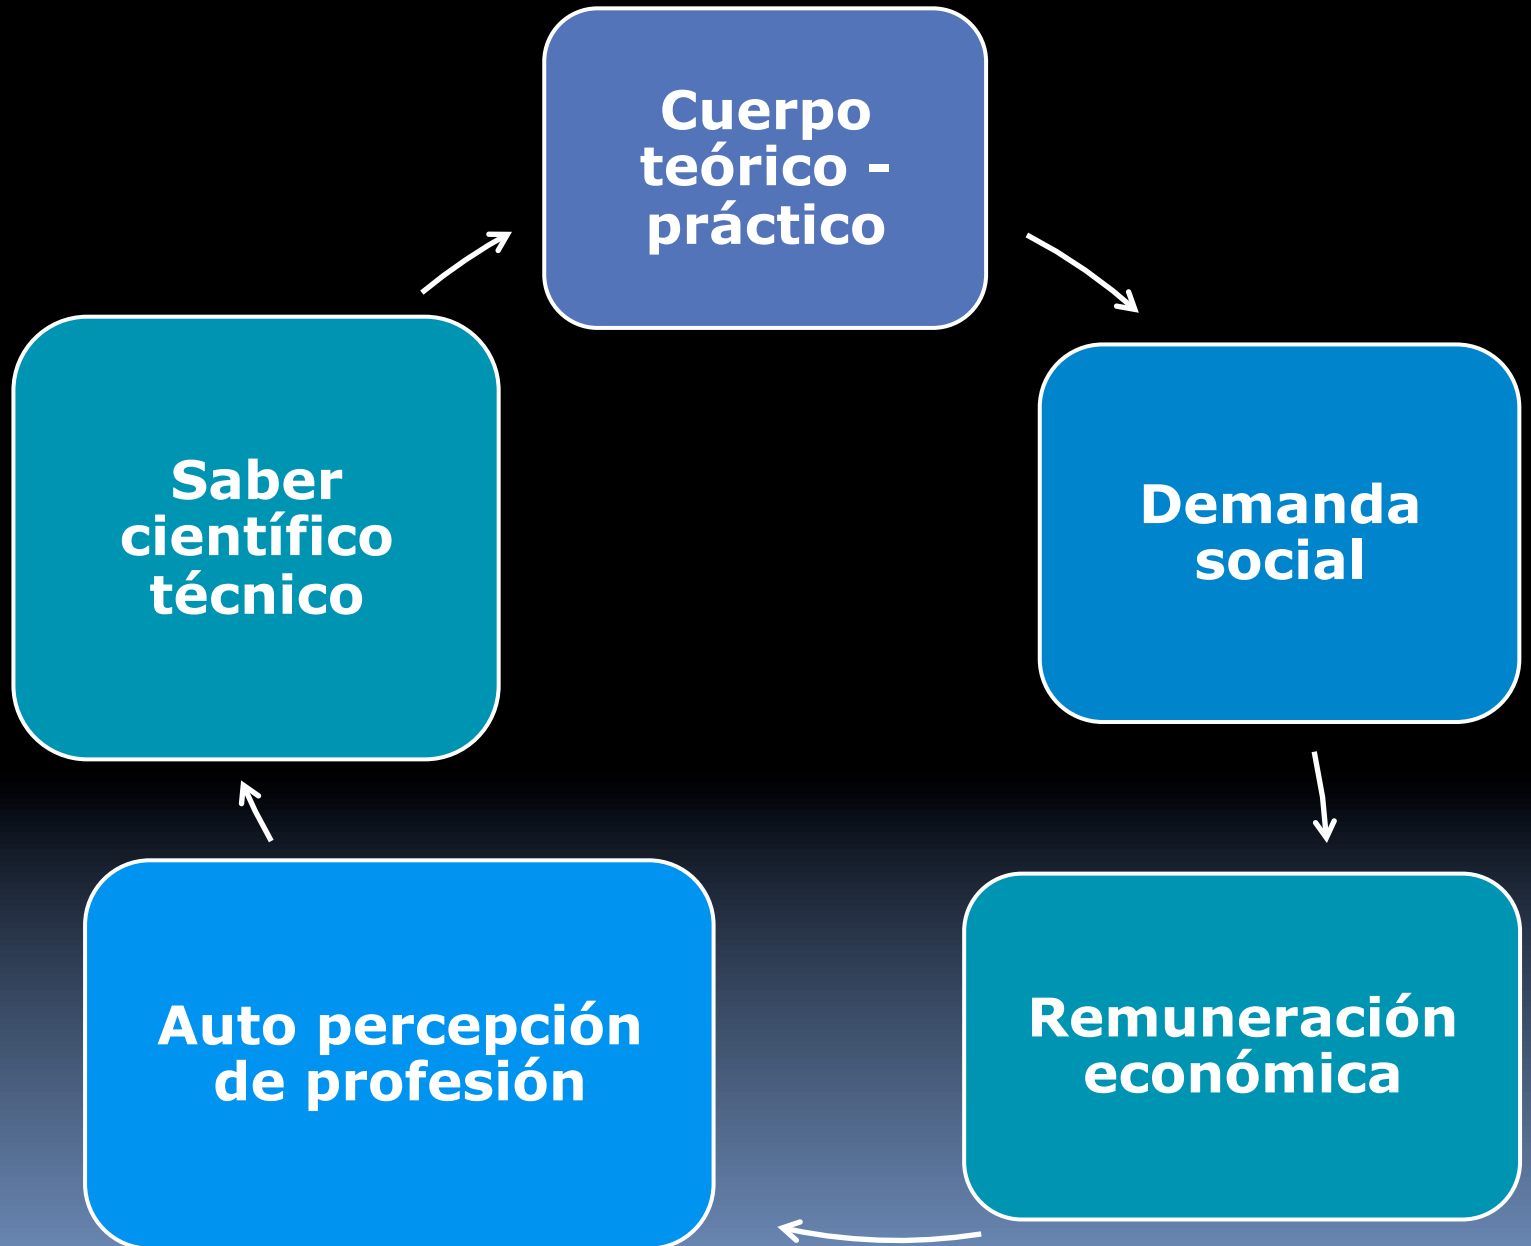 Cuerpo
teórico -
práctico
Demanda
social
Remuneración
económica
Auto percepción
de profesión
Saber
científico
técnico